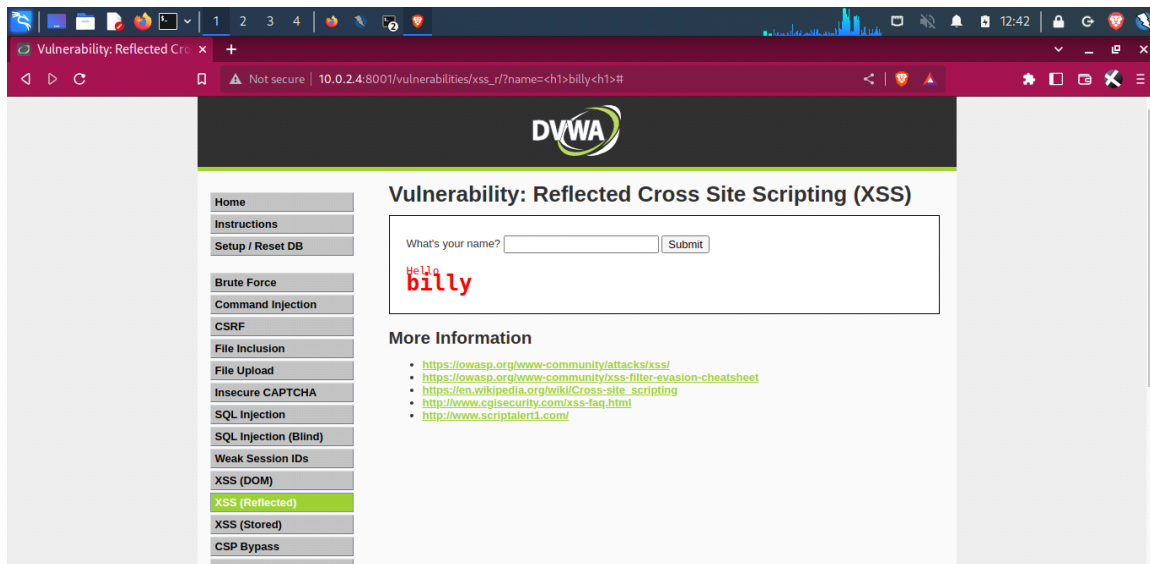 1 2 3 4 2 12:42
Vulnerability: Reflected Cro
Not secure 10.0.2.4:8001/vulnerabilities/xss_r/?name=<h1>billy<h1>#
DVWA
Home
Instructions
Setup / Reset DB
Brute Force
Command Injection
CSRF
File Inclusion
File Upload
Insecure CAPTCHA
SQL Injection
SQL Injection (Blind)
Weak Session IDs
XSS (DOM)
XSS (Reflected)
XSS (Stored)
CSP Bypass
Vulnerability: Reflected Cross Site Scripting (XSS)
What's your name? Submit
Hello
billy
More Information
https://owasp.org/www-community/attacks/xss/
https://owasp.org/www-community/xss-filter-evasion-cheatsheet
https://en.wikipedia.org/wiki/Cross-site_scripting
http://www.cgisecurity.com/xss-faq.html
http://www.scriptalert1.com/